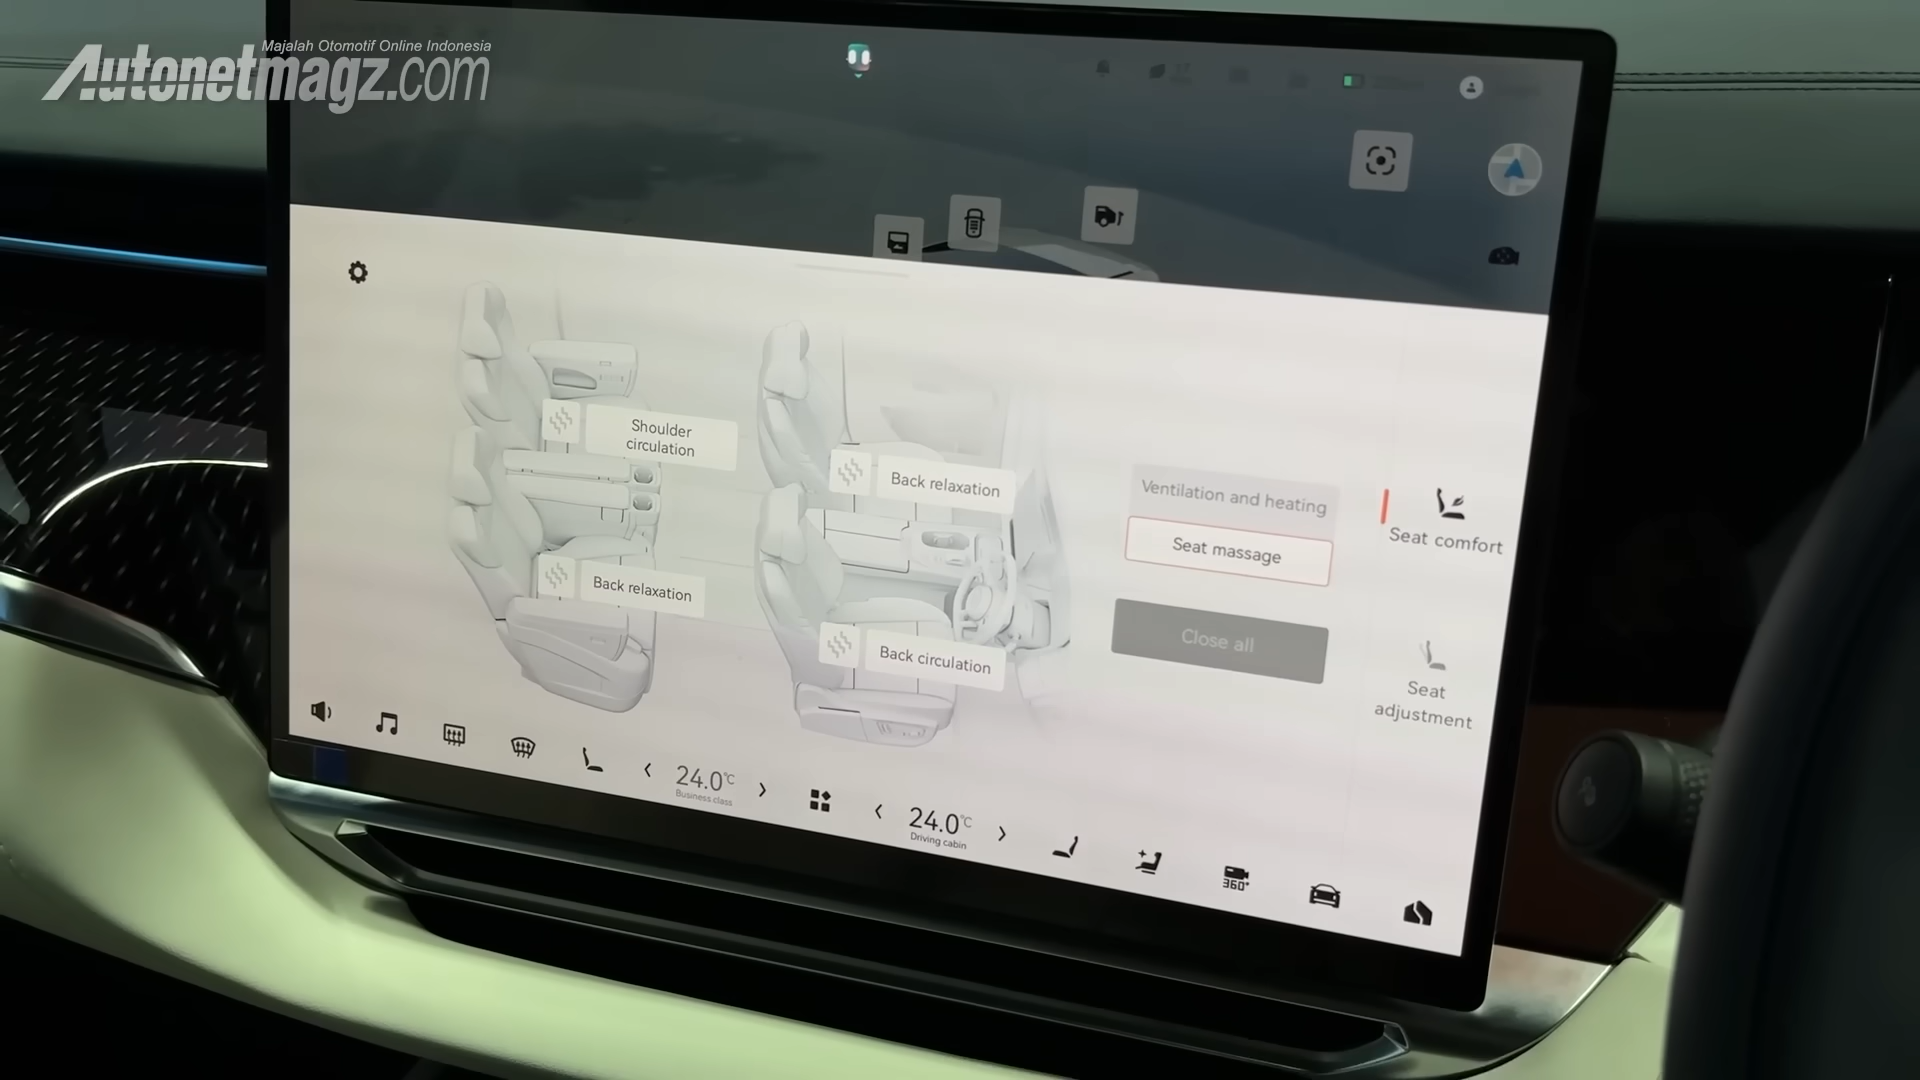 Majalah Otomotif Online Indonesia
Autonetmagz.com
Shoulder
circulation
Back relaxation
Back relaxation
Back circulation
Ventilation and heating
Seat massage
Close all
Seat comfort
Seat
adjustment
24.0°C
Business class
24.0°C
Driving cabin
360°